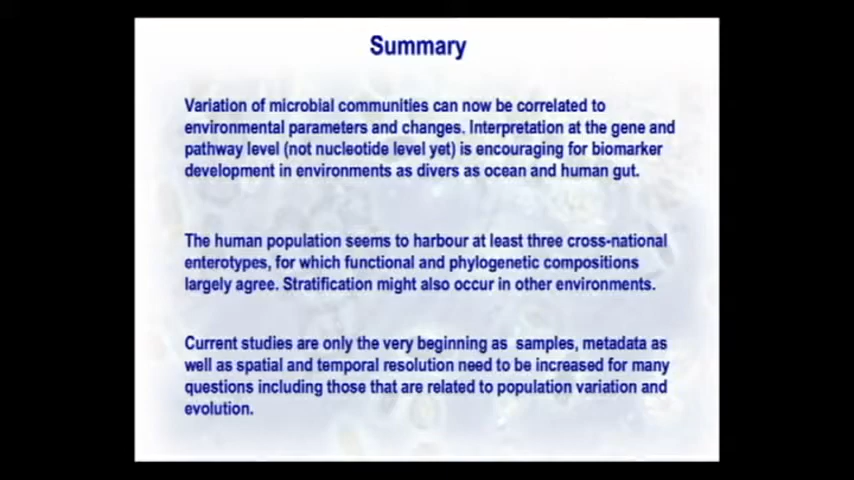 Summary
Variation of microbial communities can now be correlated to
environmental parameters and changes. Interpretation at the gene and
pathway level (not nucleotide level yet) is encouraging for biomarker
development in environments as divers as ocean and human gut.
The human population seems to harbour at least three cross-national
enterotypes, for which functional and phylogenetic compositions
largely agree. Stratification might also occur in other environments.
Current studies are only the very beginning as samples, metadata as
well as spatial and temporal resolution need to be increased for many
questions including those that are related to population variation and
evolution.